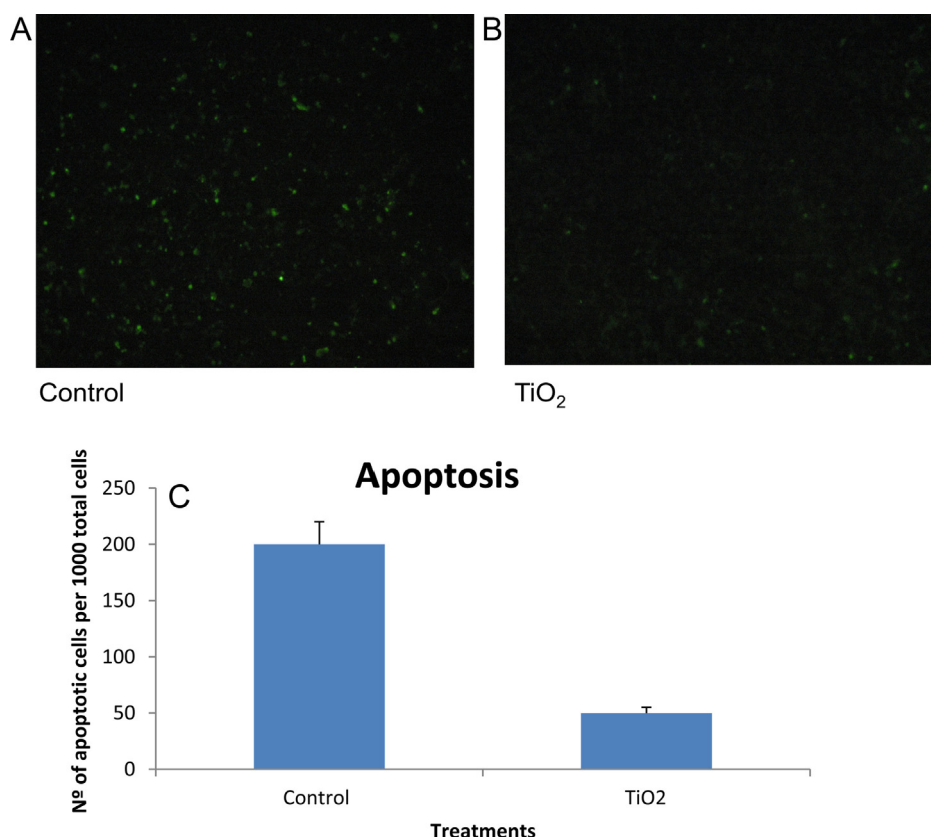 A
B
Control
TiO₂
Apoptosis
C
Nº of apoptotic cells per 1000 total cells
250
200
150
100
50
0
Control
TiO2
Treatments